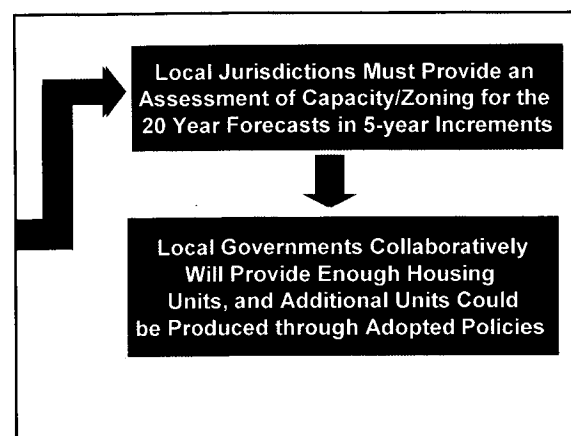 Local Jurisdictions Must Provide an
Assessment of Capacity/Zoning for the
20 Year Forecasts in 5-year Increments
Local Governments Collaboratively
Will Provide Enough Housing
Units, and Additional Units Could
be Produced through Adopted Policies